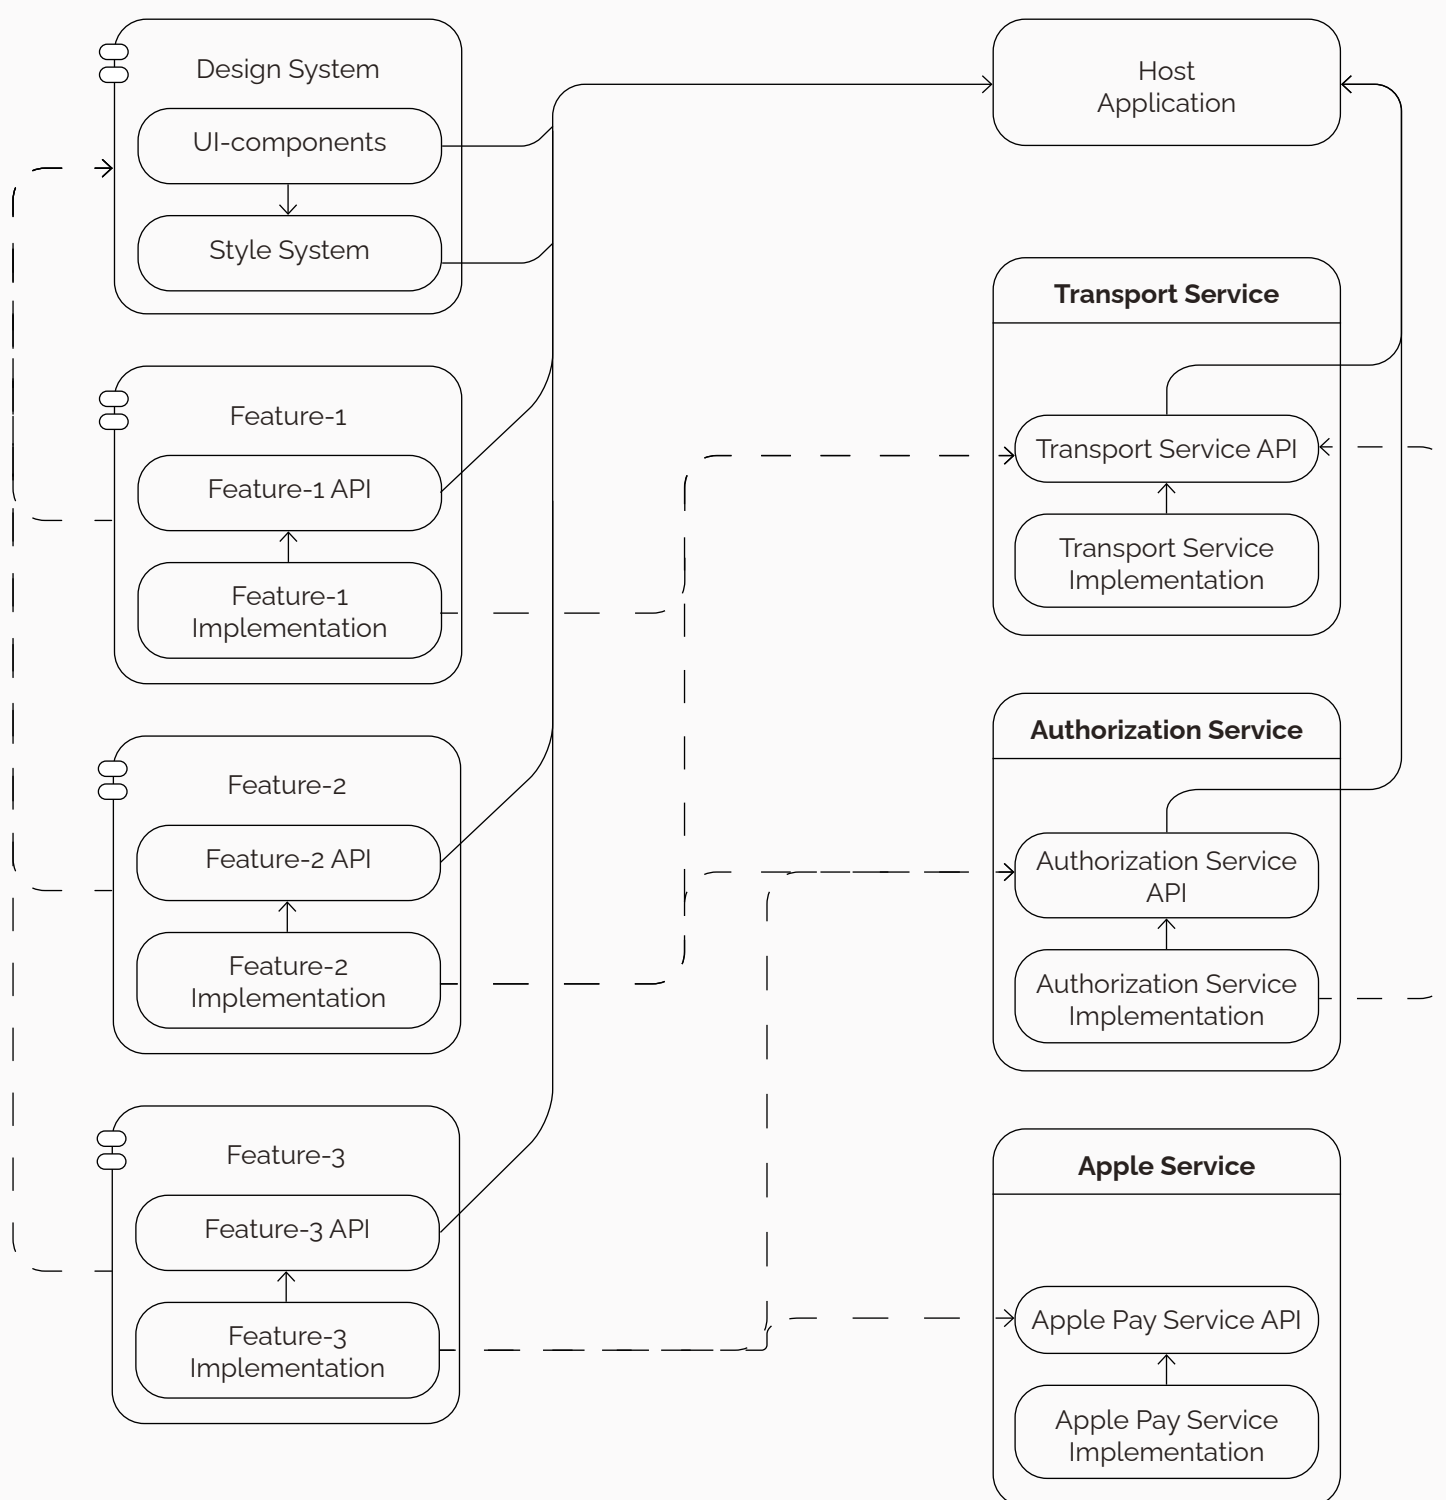 Design System
UI-components
Style System
Feature-1
Feature-1 API
Feature-1
Implementation
Feature-2
Feature-2 API
Feature-2
Implementation
Feature-3
Feature-3 API
Feature-3
Implementation
Host
Application
Transport Service
Transport Service API
Transport Service
Implementation
Authorization Service
Authorization Service
API
Authorization Service
Implementation
Apple Service
Apple Pay Service API
Apple Pay Service
Implementation